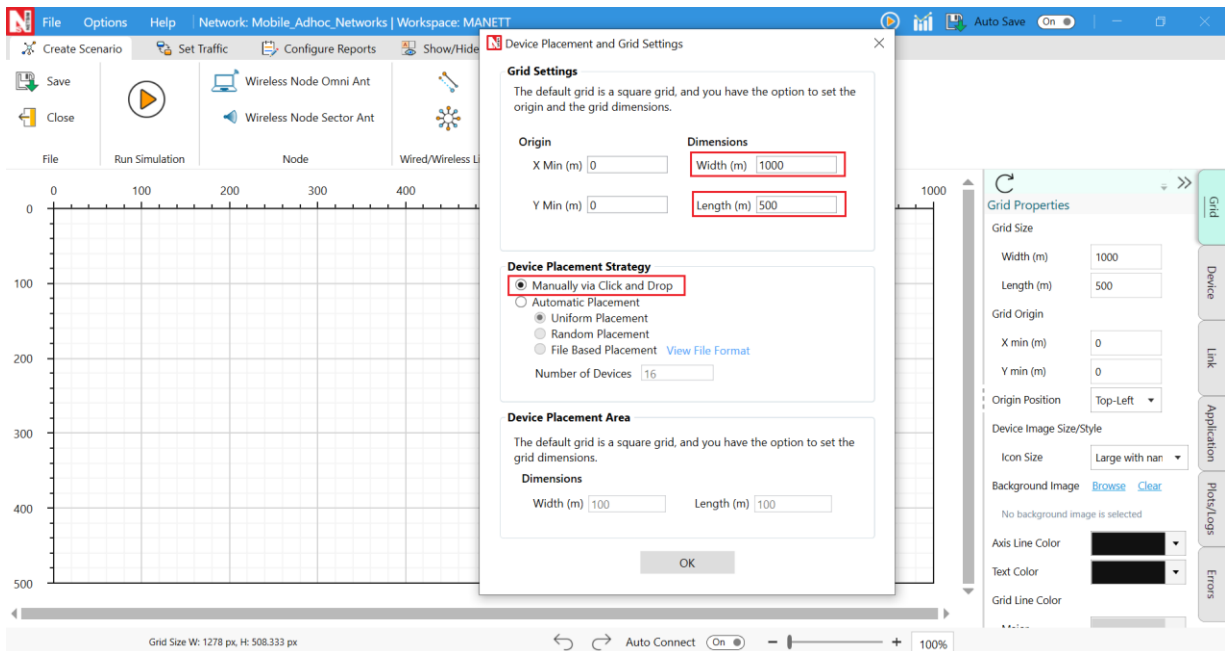 File Options Help Network: Mobile_Adhoc_Networks | Workspace: MANETT Auto Save On
Create Scenario Set Traffic Configure Reports Show/Hide
Save
Close
File
Run Simulation
Wireless Node Omni Ant
Wireless Node Sector Ant
Node
Wired/Wireless Li
0 100 200 300 400 1000
0
100
200
300
400
500
Device Placement and Grid Settings
Grid Settings
The default grid is a square grid, and you have the option to set the
origin and the grid dimensions.
Origin Dimensions
X Min (m) 0 Width (m) 1000
Y Min (m) 0 Length (m) 500
Device Placement Strategy
Manually via Click and Drop
Automatic Placement
Uniform Placement
Random Placement
File Based Placement View File Format
Number of Devices 16
Device Placement Area
The default grid is a square grid, and you have the option to set the
grid dimensions.
Dimensions
Width (m) 100 Length (m) 100
OK
Grid Properties
Grid Size
Width (m) 1000
Length (m) 500
Grid Origin
X min (m) 0
Y min (m) 0
Origin Position Top-Left
Device Image Size/Style
Icon Size Large with nan
Background Image Browse Clear
No background image is selected
Axis Line Color
Text Color
Grid Line Color
Grid
Device
Link
Application
Plots/Logs
Errors
Grid Size W: 1278 px, H: 508.333 px
Auto Connect On 100%